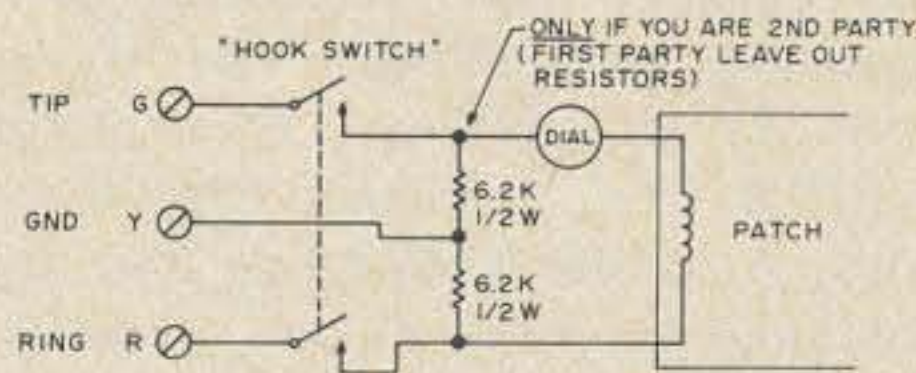 ONLY IF YOU ARE 2ND PARTY
(FIRST PARTY LEAVE OUT
RESISTORS)
"HOOK SWITCH"
TIP G
DIAL
6.2K
1/2W
GND Y
PATCH
6.2K
1/2W
RING R